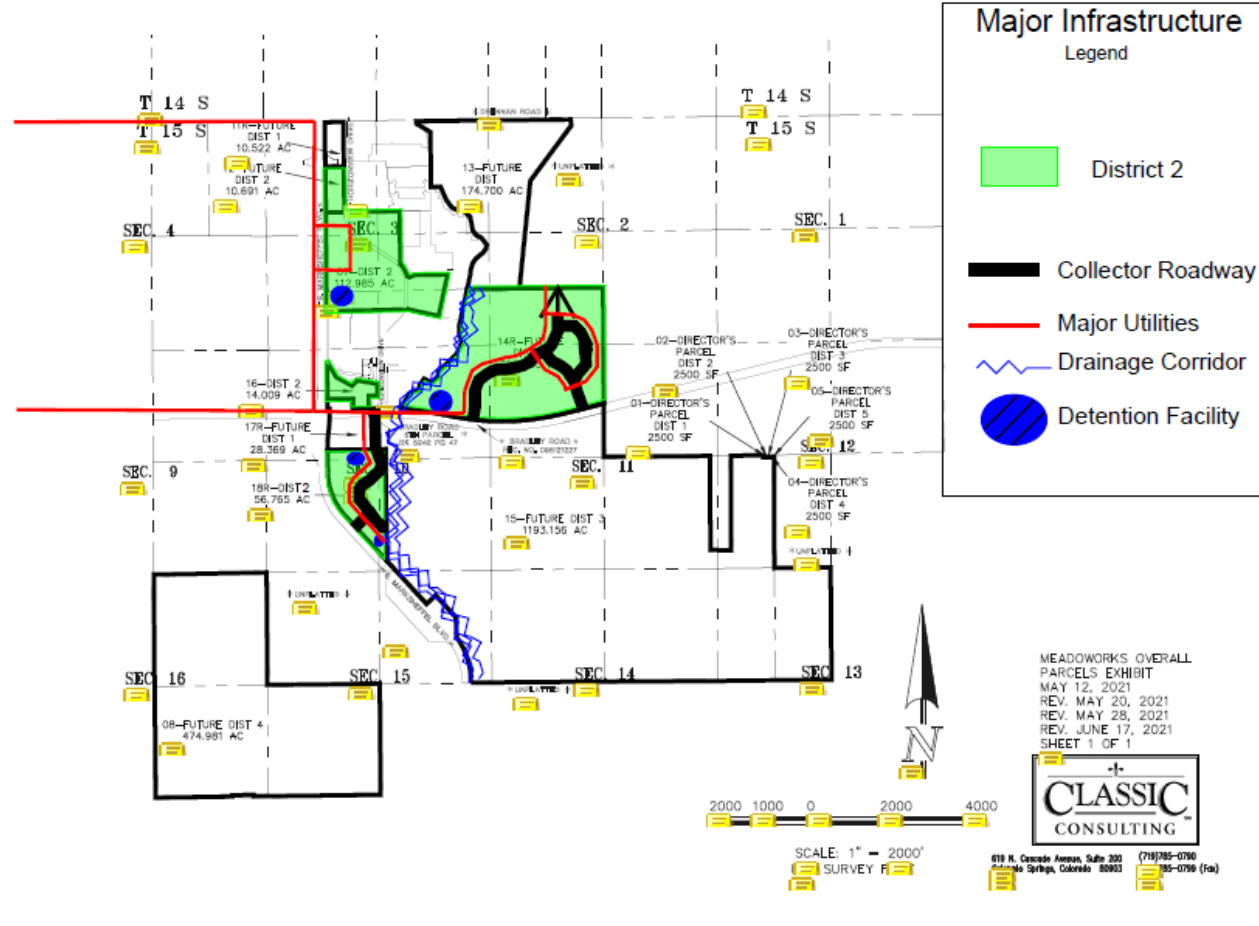 Major Infrastructure
Legend
District 2
Collector Roadway
Major Utilities
Drainage Corridor
Detention Facility
T 14 S
T 15 S
T 14 S
T 15 S
11R-FUTURE
DIST 1
10.522 AC
FUTURE
DIST 2
10.691 AC
13-FUTURE
DIST
174.700 AC
*UNPLATTED *
SEC. 4
SEC. 3
SEC. 2
SEC. 1
DIST 2
112.985 AC
14R-FU
16-DIST 2
14.009 AC
17R-FUTURE
DIST 1
28.369 AC
18R-DIST2
56.765 AC
02-DIRECTOR'S
PARCEL
DIST 2
2500 SF
03-DIRECTOR'S
PARCEL
DIST 3
2500 SF
01-DIRECTOR'S
PARCEL
DIST 1
2500 SF
05-DIRECTOR'S
PARCEL
DIST 5
2500 SF
04-DIRECTOR'S
PARCEL
DIST 4
2500 SF
* BRADLEY ROAD *
SEC. 9
SEC. 11
SEC. 12
15-FUTURE DIST 3
1193.156 AC
*UNPLATTED *
*UNPLATTED *
S. MARKSHEFFEL BLVD.
SEC. 16
SEC. 15
SEC. 14
SEC. 13
*UNPLATTED *
08-FUTURE DIST 4
474.981 AC
N
MEADOWORKS OVERALL
PARCELS EXHIBIT
MAY 12, 2021
REV. MAY 20, 2021
REV. MAY 28, 2021
REV. JUNE 17, 2021
SHEET 1 OF 1
CLASSIC
CONSULTING
2000 1000 0 2000 4000
SCALE: 1" = 2000'
SURVEY
619 N. Cascade Avenue, Suite 200 (719)785-0790
Springs, Colorado 80903 85-0799 (Fax)